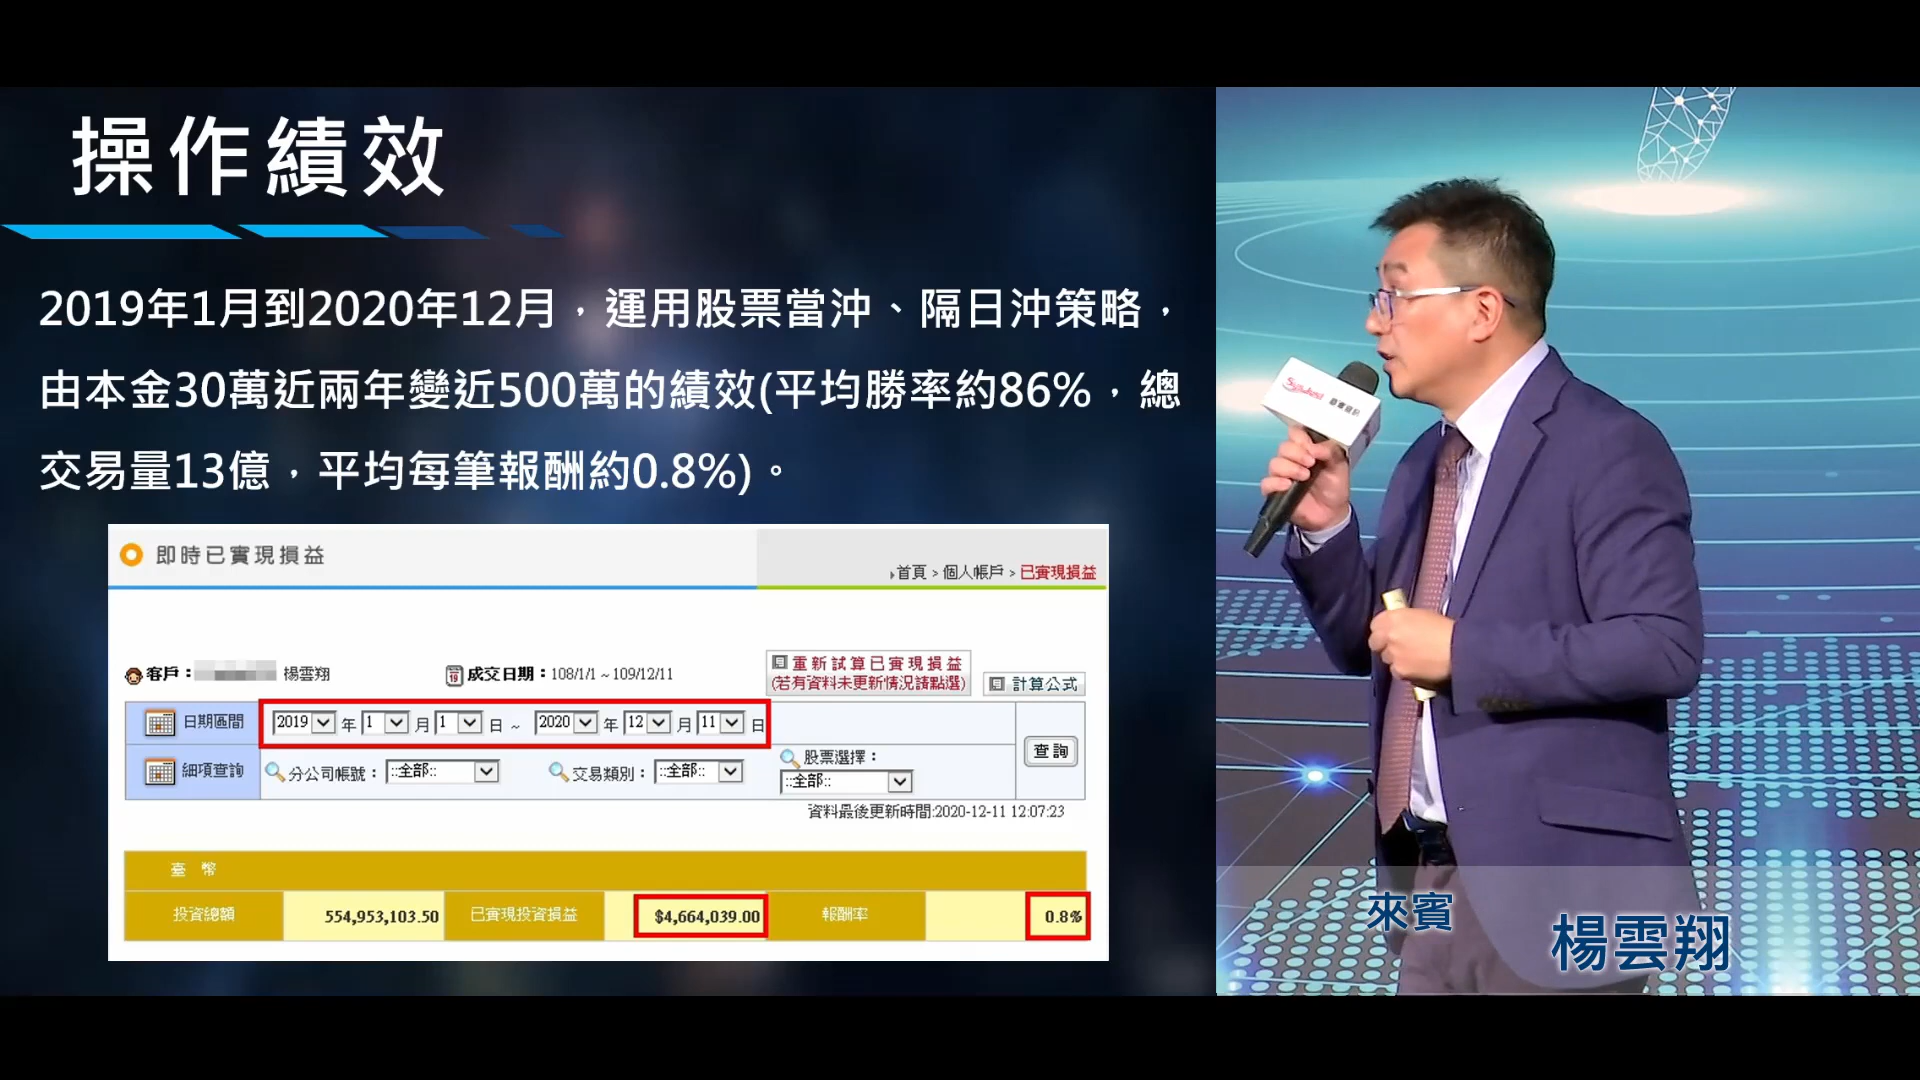 操作績效
2019年1月到2020年12月，運用股票當沖、隔日沖策略，
由本金30萬近兩年變近500萬的績效(平均勝率約86%，總
交易量13億，平均每筆報酬約0.8%)。
即時已實現損益
首頁 > 個人帳戶 > 已實現損益
客戶： 楊雲翔 成交日期：108/1/1 ~ 109/12/11
重新試算已實現損益
(若有資料未更新情況請點選)
計算公式
日期區間 2019 年 1 月 1 日 ~ 2020 年 12 月 11 日
查詢
細項查詢 分公司帳號： ::全部:: 交易類別： ::全部:: 股票選擇：
::全部::
資料最後更新時間:2020-12-11 12:07:23
臺 幣
投資總額 554,953,103.50 已實現投資損益 $4,664,039.00 報酬率 0.8%
來賓
楊雲翔